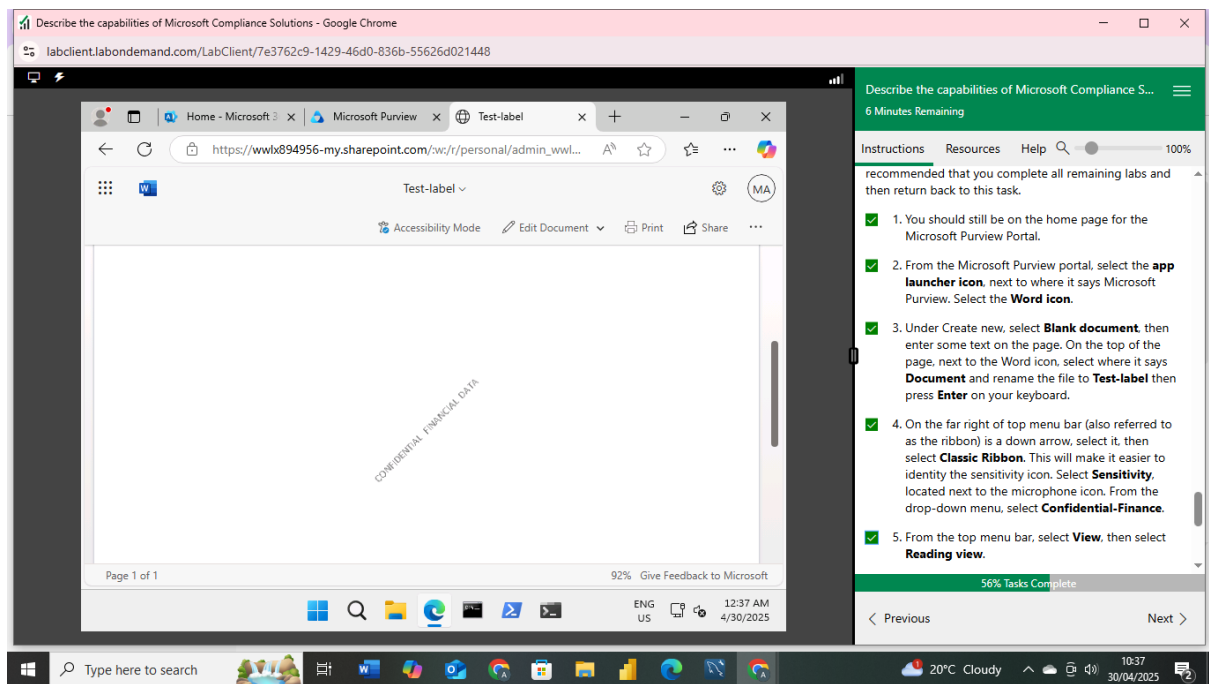 Describe the capabilities of Microsoft Compliance Solutions - Google Chrome
labclient.labondemand.com/LabClient/7e3762c9-1429-46d0-836b-55626d021448
Home - Microsoft 3
Microsoft Purview
Test-label
https://wwlx894956-my.sharepoint.com/:w:/r/personal/admin_wwl...
Test-label
MA
Accessibility Mode
Edit Document
Print
Share
CONFIDENTIAL FINANCIAL DATA
Page 1 of 1
92%
Give Feedback to Microsoft
ENG
US
12:37 AM
4/30/2025
Describe the capabilities of Microsoft Compliance S...
6 Minutes Remaining
Instructions
Resources
Help
100%
recommended that you complete all remaining labs and
then return back to this task.
1. You should still be on the home page for the
Microsoft Purview Portal.
2. From the Microsoft Purview portal, select the app
launcher icon, next to where it says Microsoft
Purview. Select the Word icon.
3. Under Create new, select Blank document, then
enter some text on the page. On the top of the
page, next to the Word icon, select where it says
Document and rename the file to Test-label then
press Enter on your keyboard.
4. On the far right of top menu bar (also referred to
as the ribbon) is a down arrow, select it, then
select Classic Ribbon. This will make it easier to
identity the sensitivity icon. Select Sensitivity,
located next to the microphone icon. From the
drop-down menu, select Confidential-Finance.
5. From the top menu bar, select View, then select
Reading view.
56% Tasks Complete
Previous
Next
Type here to search
20°C Cloudy
10:37
30/04/2025
2